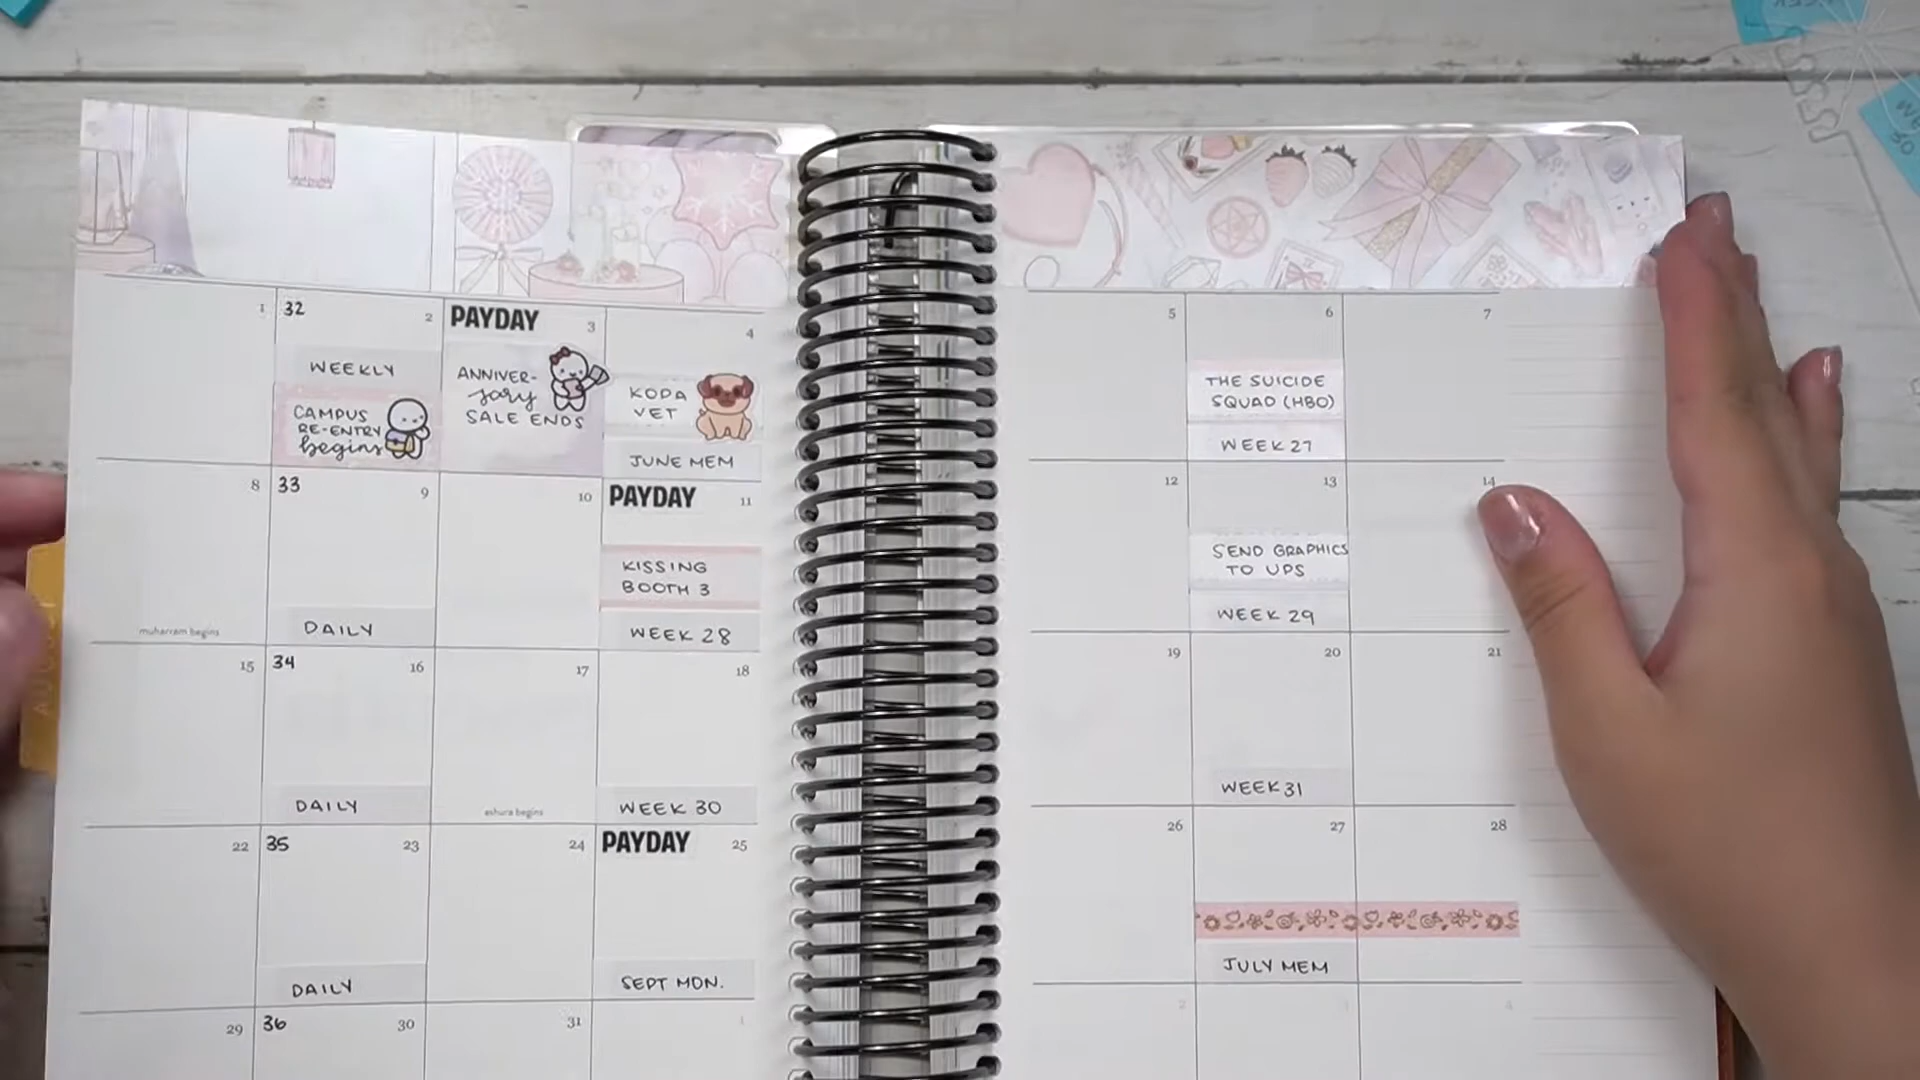 1
32
2
WEEKLY
CAMPUS
RE-ENTRY
begins
PAYDAY
3
ANNIVER-
sary
SALE ENDS
4
KODA
VET
JUNE MEM
5
6
THE SUICIDE
SQUAD (HBO)
WEEK 27
7
8
muharram begins
33
9
DAILY
10
PAYDAY
11
KISSING
BOOTH 3
WEEK 28
12
13
SEND GRAPHICS
TO UPS
WEEK 29
14
15
34
16
DAILY
17
ashura begins
18
WEEK 30
19
20
WEEK 31
21
22
35
23
DAILY
24
PAYDAY
25
SEPT MON.
26
27
JULY MEM
28
29
36
30
31
1
2
3
4